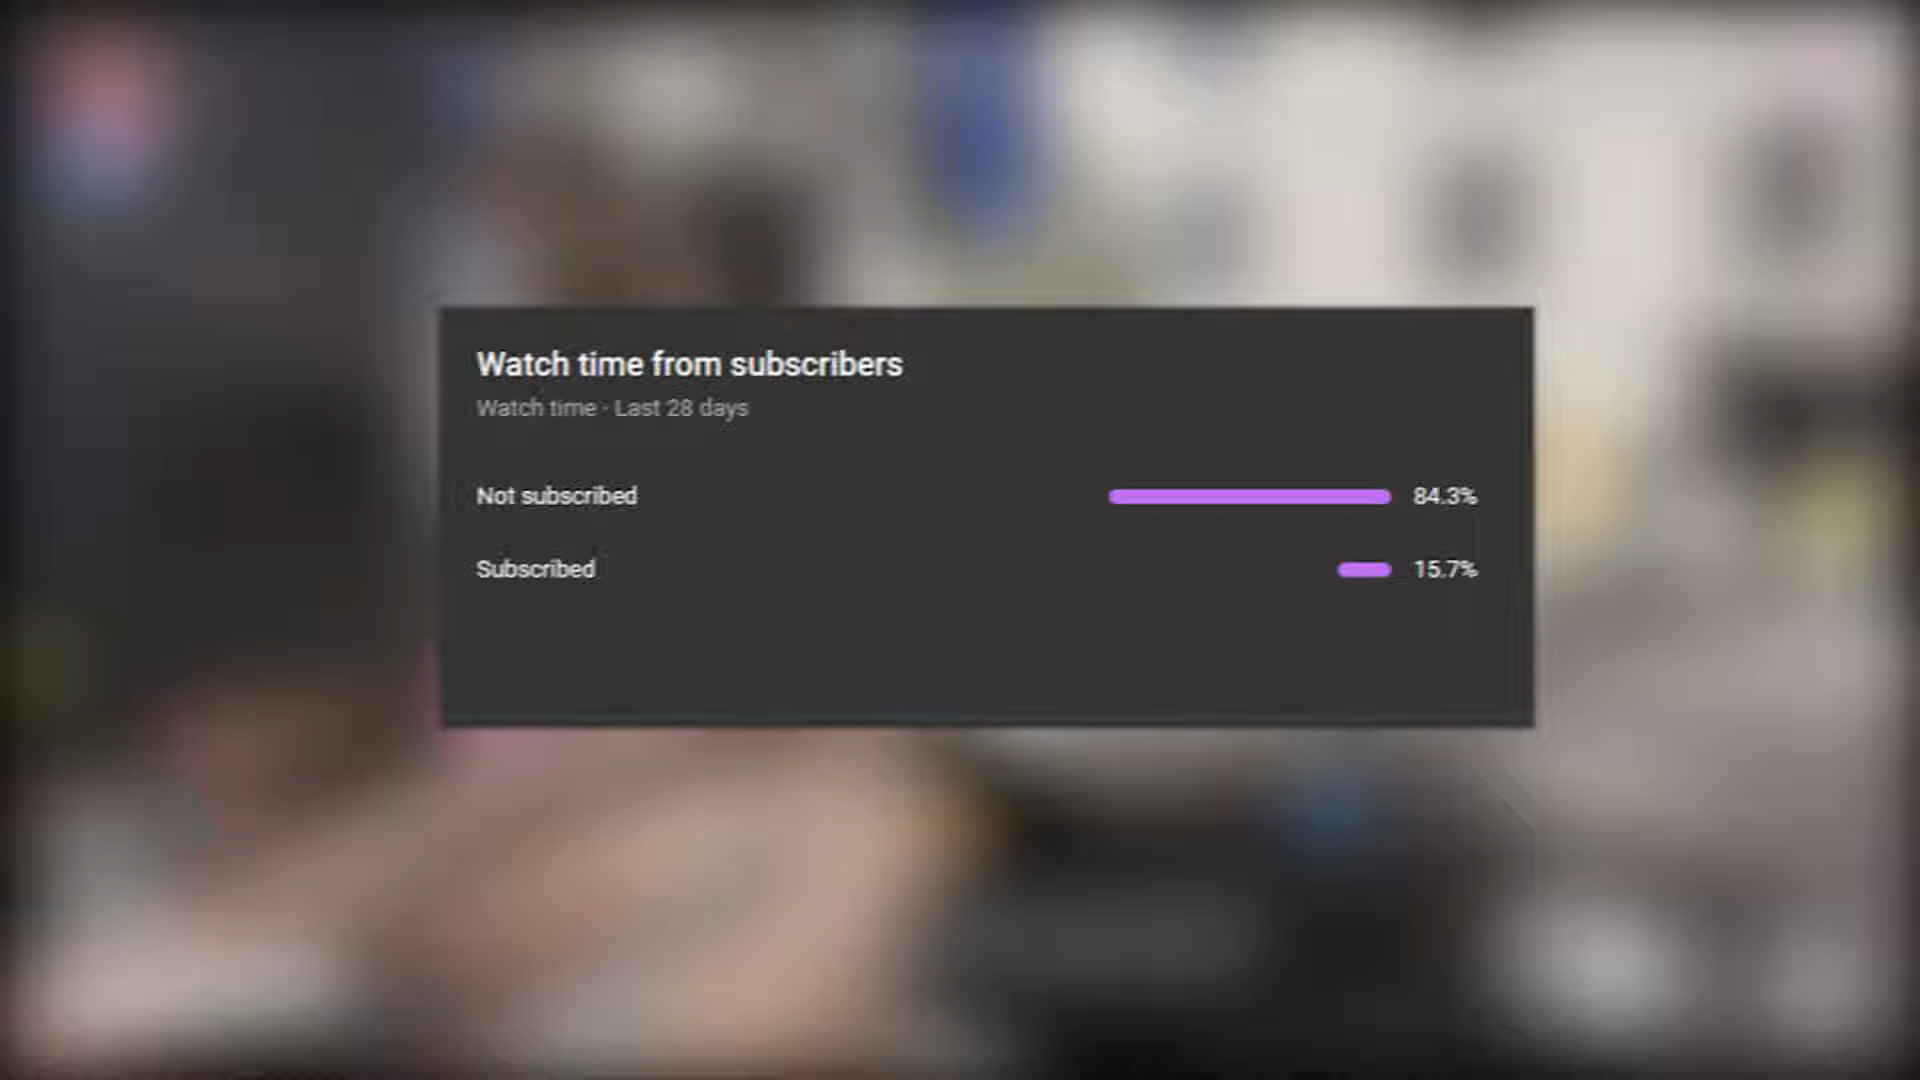 Watch time from subscribers
Watch time · Last 28 days
Not subscribed 84.3%
Subscribed 15.7%